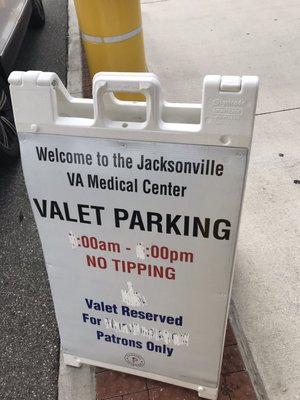 Welcome to the Jacksonville
VA Medical Center
VALET PARKING
:00am - :00pm
NO TIPPING
Valet Reserved
For
Patrons Only